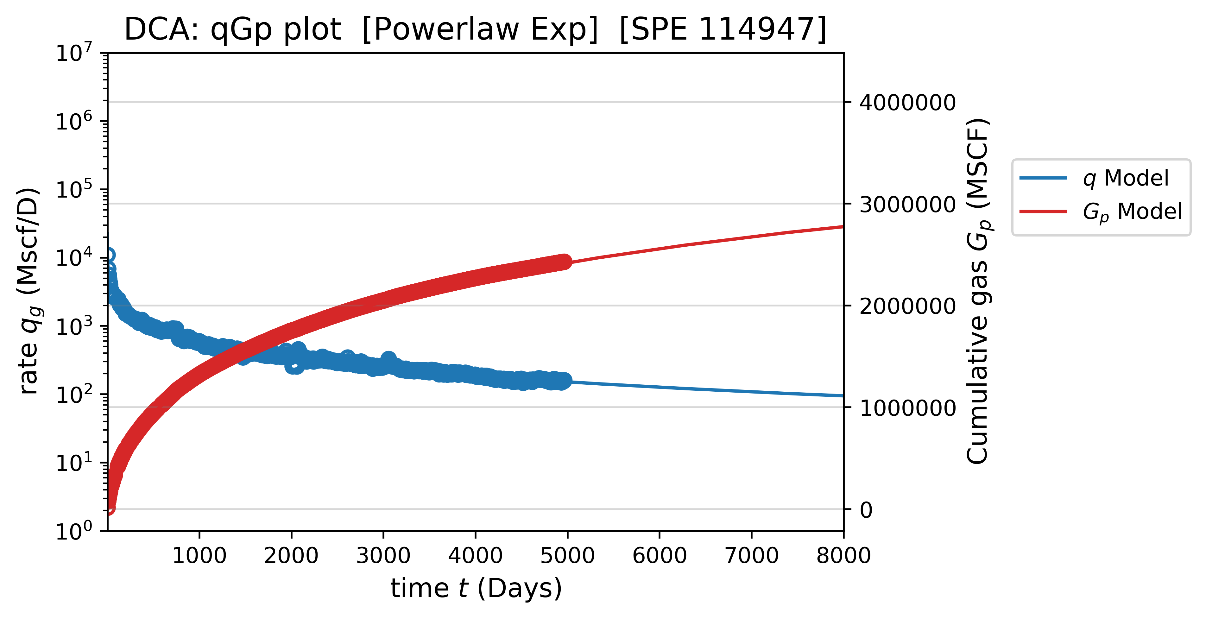 DCA: qGp plot [Powerlaw Exp] [SPE 114947]
rate $q_g$ (Mscf/D)
10⁷
10⁶
10⁵
10⁴
10³
10²
10¹
10⁰
1000 2000 3000 4000 5000 6000 7000 8000
time t (Days)
4000000
3000000
2000000
1000000
0
Cumulative gas $G_p$ (MSCF)
q Model
$G_p$ Model